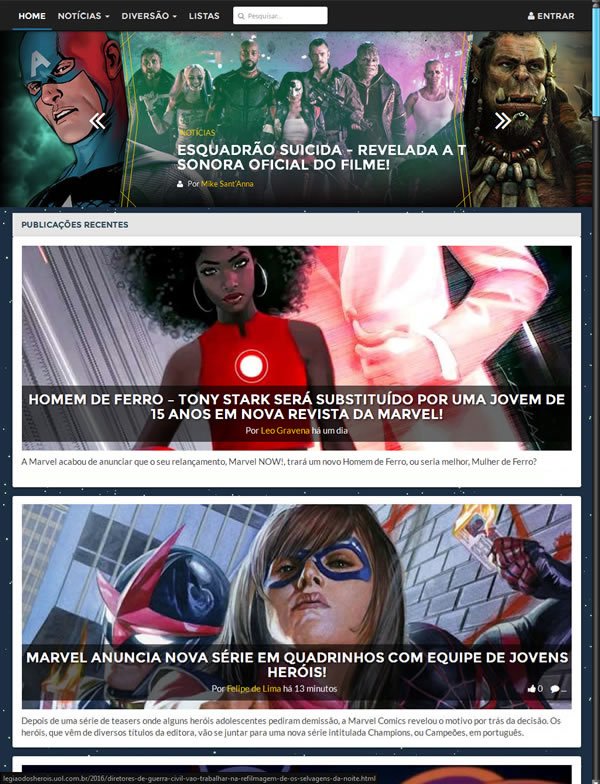 HOME NOTÍCIAS DIVERSÃO LISTAS Pesquisar... ENTRAR
A
NOTÍCIAS
ESQUADRÃO SUICIDA – REVELADA A T
SONORA OFICIAL DO FILME!
Por Mike Sant'Anna
PUBLICAÇÕES RECENTES
HOMEM DE FERRO – TONY STARK SERÁ SUBSTITUÍDO POR UMA JOVEM DE
15 ANOS EM NOVA REVISTA DA MARVEL!
Por Leo Gravena há um dia
A Marvel acabou de anunciar que o seu relançamento, Marvel NOW!, trará um novo Homem de Ferro, ou seria melhor, Mulher de Ferro?
MARVEL ANUNCIA NOVA SÉRIE EM QUADRINHOS COM EQUIPE DE JOVENS
HERÓIS!
Por Felipe de Lima há 13 minutos
0 ...
Depois de uma série de teasers onde alguns heróis adolescentes pediram demissão, a Marvel Comics revelou o motivo por trás da decisão. Os
heróis, que vêm de diversos títulos da editora, vão se juntar para uma nova série intitulada Champions, ou Campeões, em português.
legiaodosherois.uol.com.br/2016/diretores-de-guerra-civil-vao-trabalhar-na-refilmagem-de-os-selvagens-da-noite.html